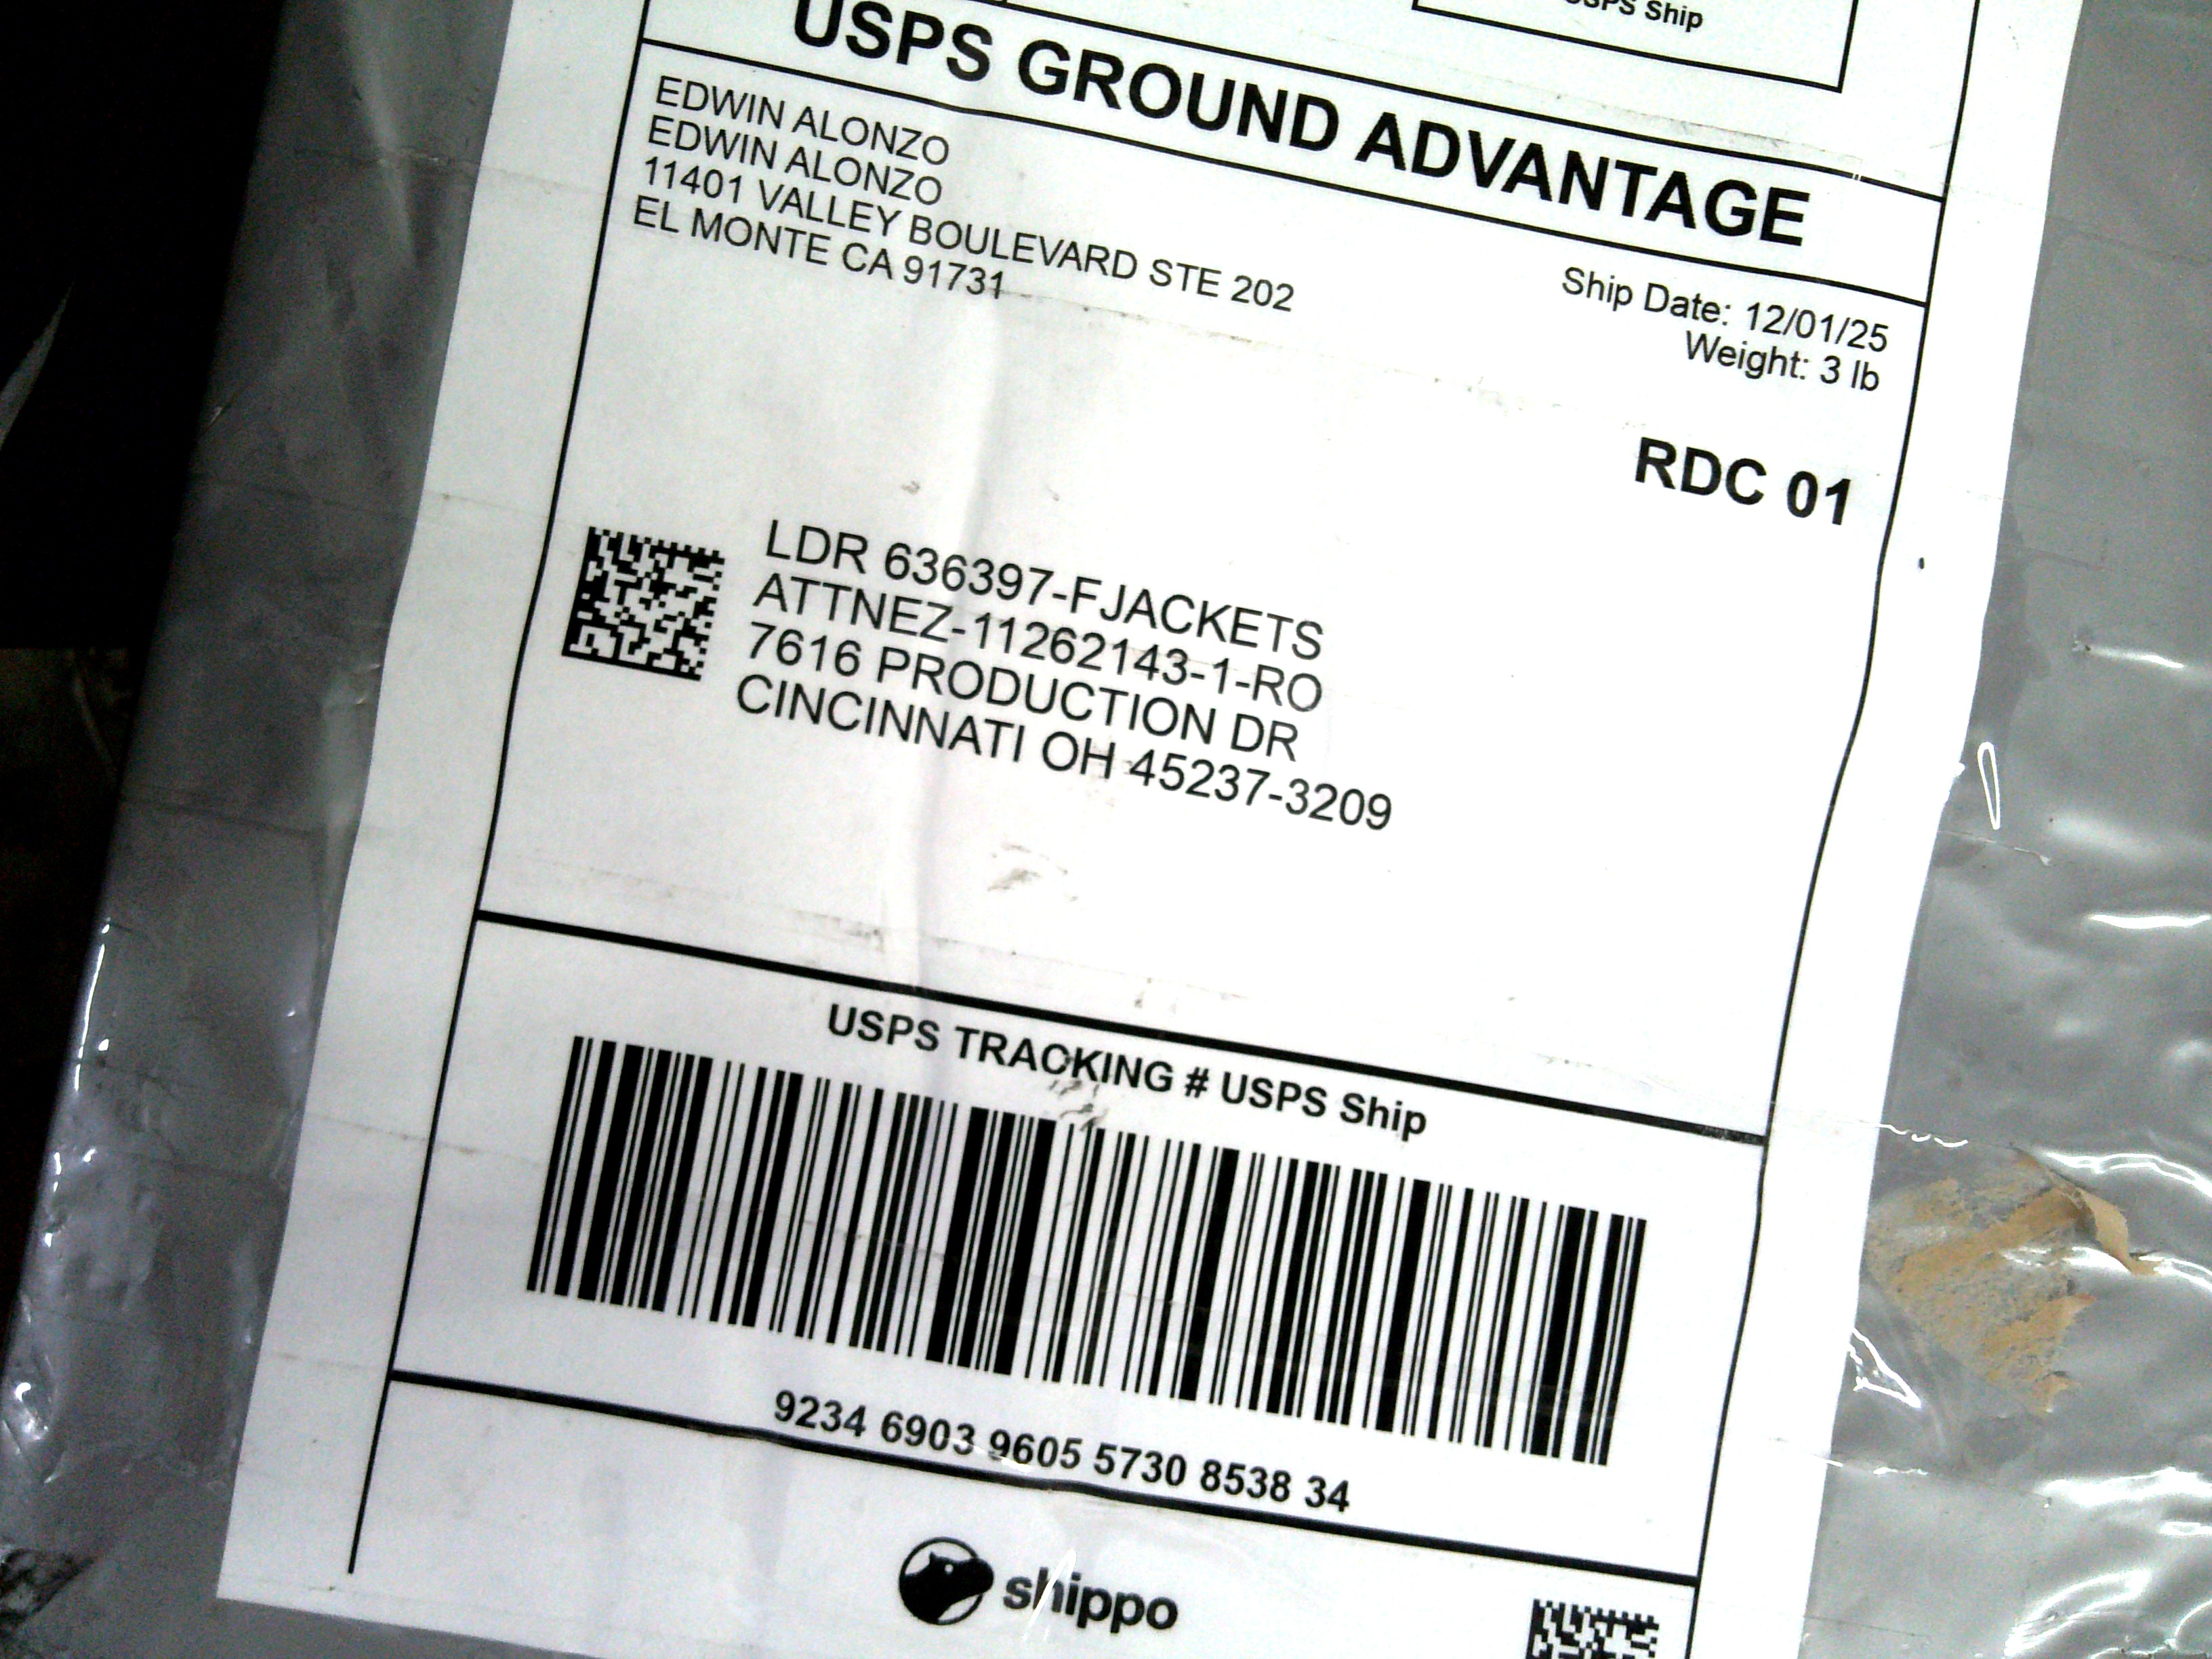 USPS Ship
USPS GROUND ADVANTAGE
EDWIN ALONZO
EDWIN ALONZO
11401 VALLEY BOULEVARD STE 202
EL MONTE CA 91731
Ship Date: 12/01/25
Weight: 3 lb
RDC 01
LDR 636397-FJACKETS
ATTNEZ-11262143-1-RO
7616 PRODUCTION DR
CINCINNATI OH 45237-3209
USPS TRACKING # USPS Ship
9234 6903 9605 5730 8538 34
shippo